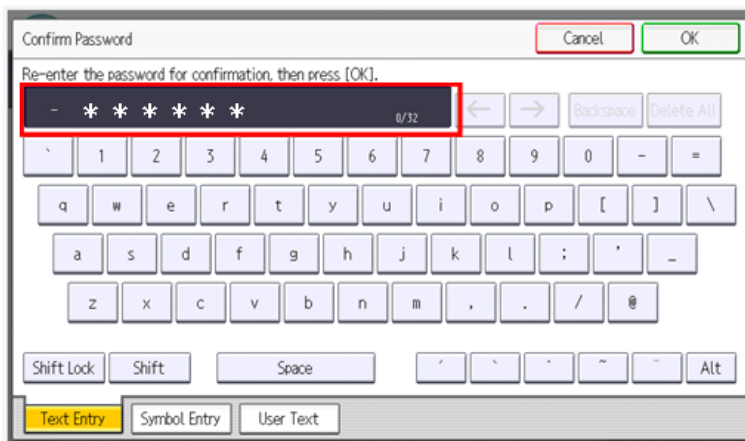 Confirm Password Cancel OK
Re-enter the password for confirmation, then press [OK].
- * * * * * * 0/32 ← → Backspace Delete All
` 1 2 3 4 5 6 7 8 9 0 - =
q w e r t y u i o p [ ] \
a s d f g h j k l ; ' _
z x c v b n m , . / @
Shift Lock Shift Space ´ ` ^ ~ ¨ Alt
Text Entry Symbol Entry User Text